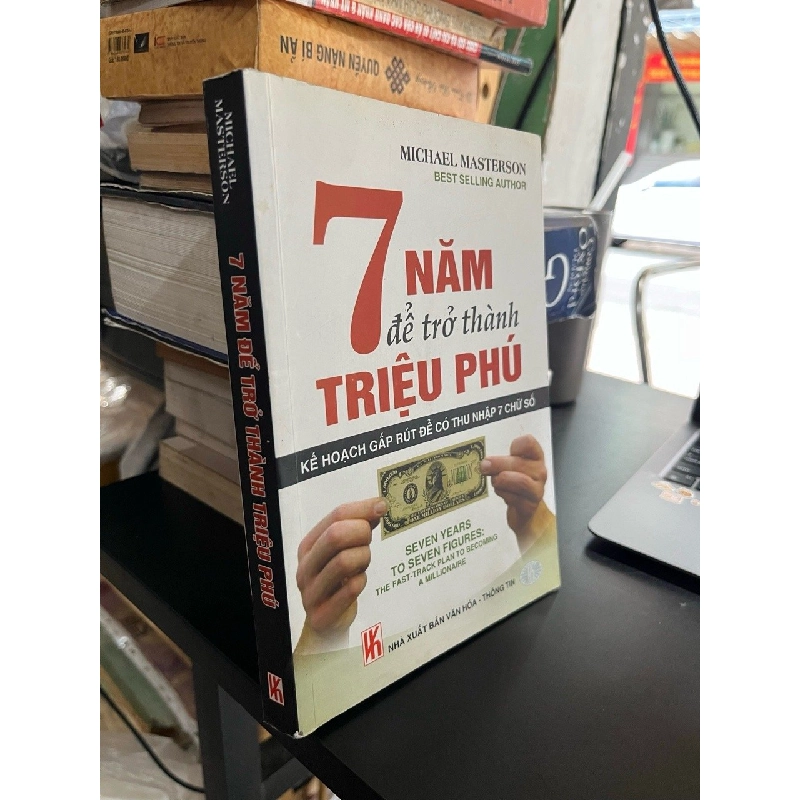 QUYỀN NĂNG BÍ ẨN
MICHAEL MASTERSON
BEST SELLING AUTHOR
7 NĂM
để trở thành
TRIỆU PHÚ
KẾ HOẠCH GẤP RÚT ĐỂ CÓ THU NHẬP 7 CHỮ SỐ
SEVEN YEARS
TO SEVEN FIGURES:
THE FAST-TRACK PLAN TO BECOMING
A MILLIONAIRE
NHÀ XUẤT BẢN VĂN HÓA - THÔNG TIN
MICHAEL
MASTERSON
7 NĂM ĐỂ TRỞ THÀNH TRIỆU PHÚ